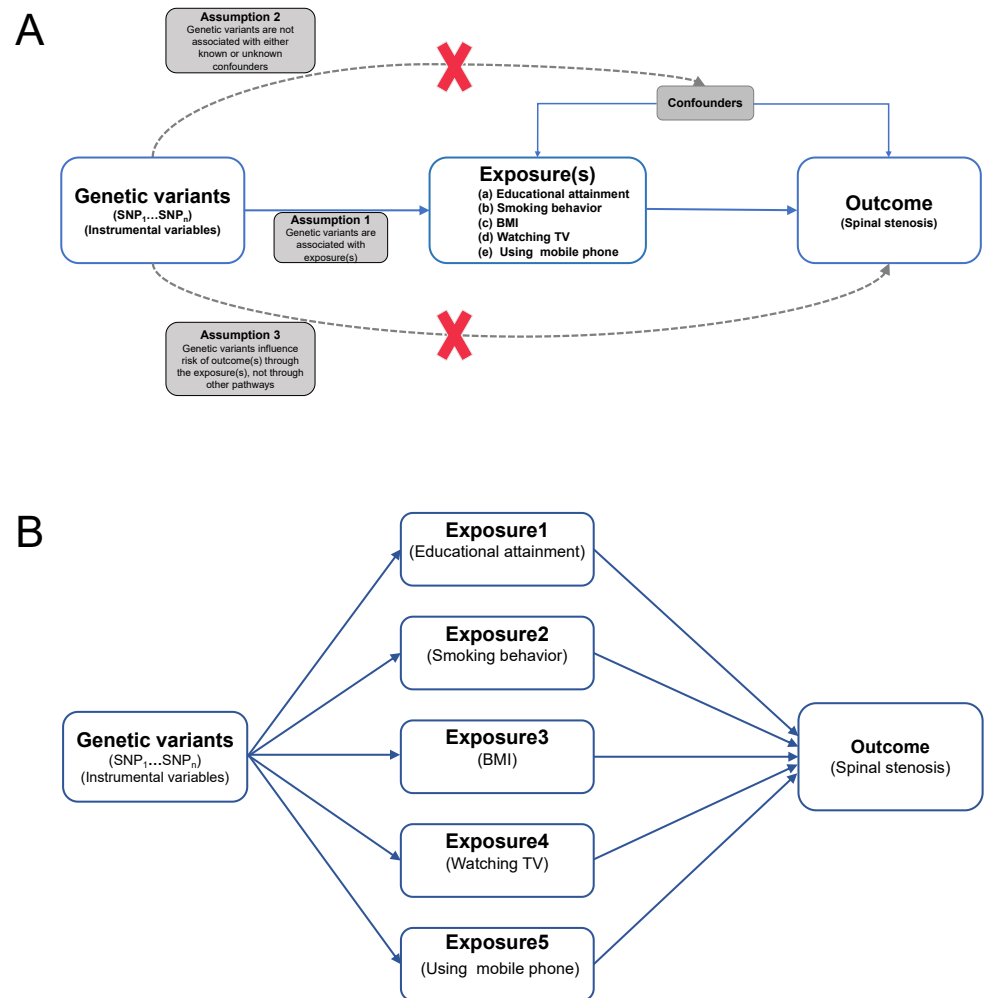 A
Assumption 2
Genetic variants are not
associated with either
known or unknown
confounders
Confounders
Genetic variants
(SNP₁...SNPₙ)
(Instrumental variables)
Assumption 1
Genetic variants are
associated with
exposure(s)
Exposure(s)
(a) Educational attainment
(b) Smoking behavior
(c) BMI
(d) Watching TV
(e) Using mobile phone
Outcome
(Spinal stenosis)
Assumption 3
Genetic variants influence
risk of outcome(s) through
the exposure(s), not through
other pathways
B
Genetic variants
(SNP₁...SNPₙ)
(Instrumental variables)
Exposure1
(Educational attainment)
Exposure2
(Smoking behavior)
Exposure3
(BMI)
Exposure4
(Watching TV)
Exposure5
(Using mobile phone)
Outcome
(Spinal stenosis)